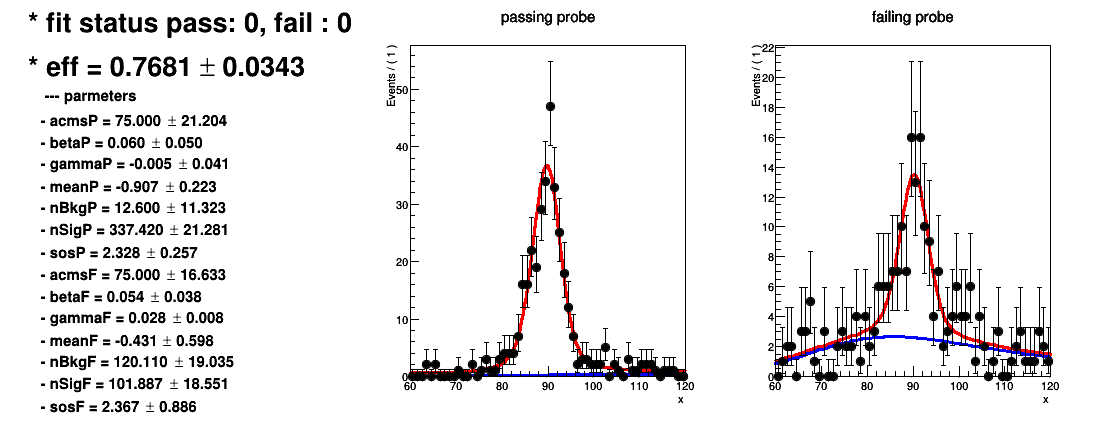 * fit status pass: 0, fail : 0
* eff = 0.7681 ± 0.0343
--- parmeters
- acmsP = 75.000 ± 21.204
- betaP = 0.060 ± 0.050
- gammaP = -0.005 ± 0.041
- meanP = -0.907 ± 0.223
- nBkgP = 12.600 ± 11.323
- nSigP = 337.420 ± 21.281
- sosP = 2.328 ± 0.257
- acmsF = 75.000 ± 16.633
- betaF = 0.054 ± 0.038
- gammaF = 0.028 ± 0.008
- meanF = -0.431 ± 0.598
- nBkgF = 120.110 ± 19.035
- nSigF = 101.887 ± 18.551
- sosF = 2.367 ± 0.886
passing probe
Events / ( 1 )
50
40
30
20
10
0
60 70 80 90 100 110 120
x
failing probe
Events / ( 1 )
22
20
18
16
14
12
10
8
6
4
2
0
60 70 80 90 100 110 120
x